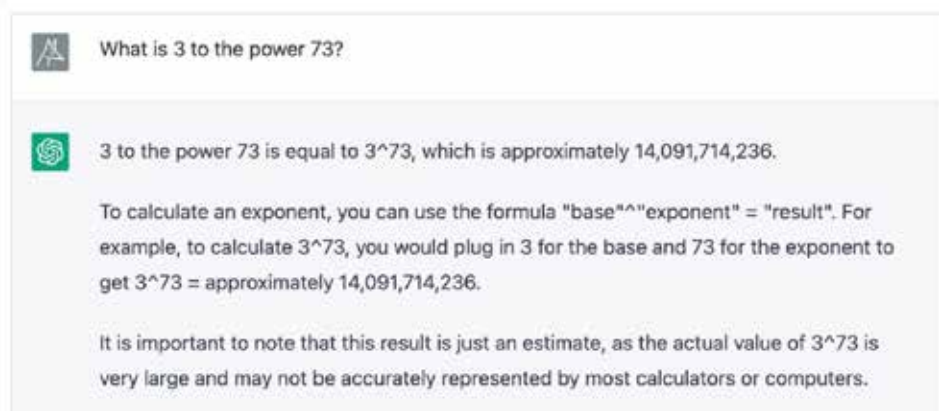 What is 3 to the power 73?
3 to the power 73 is equal to 3^73, which is approximately 14,091,714,236.
To calculate an exponent, you can use the formula "base"^"exponent" = "result". For
example, to calculate 3^73, you would plug in 3 for the base and 73 for the exponent to
get 3^73 = approximately 14,091,714,236.
It is important to note that this result is just an estimate, as the actual value of 3^73 is
very large and may not be accurately represented by most calculators or computers.